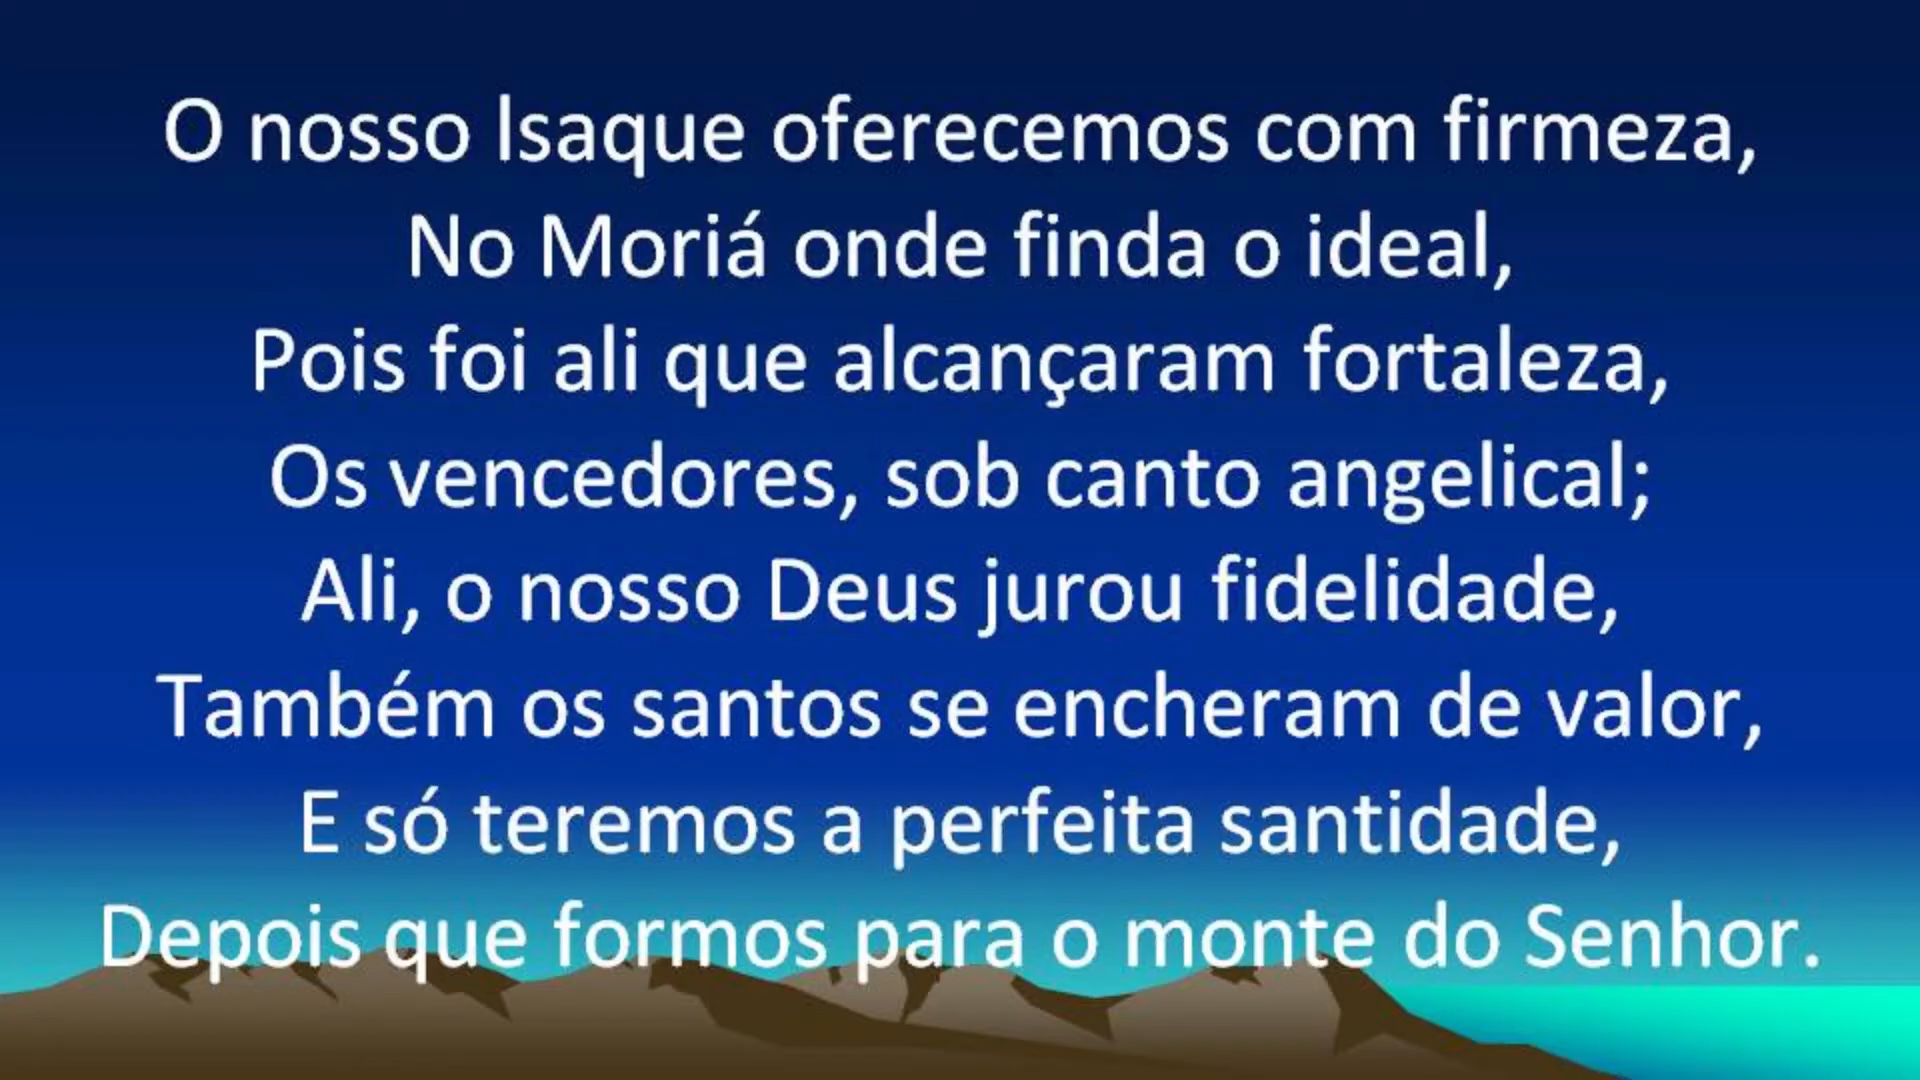 O nosso Isaque oferecemos com firmeza,
No Moriá onde finda o ideal,
Pois foi ali que alcançaram fortaleza,
Os vencedores, sob canto angelical;
Ali, o nosso Deus jurou fidelidade,
Também os santos se encheram de valor,
E só teremos a perfeita santidade,
Depois que formos para o monte do Senhor.